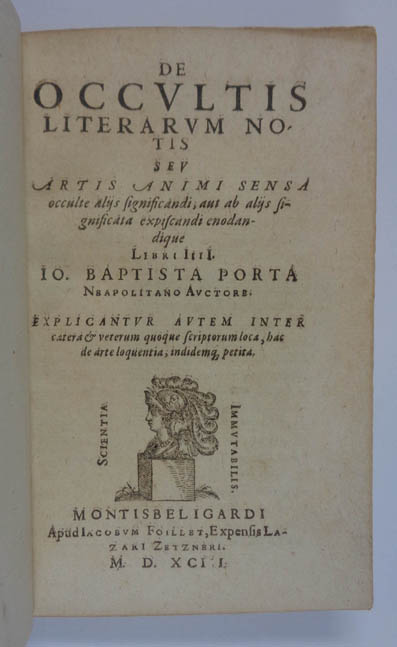 DE
OCCVLTIS
LITERARVM NO-
TIS
SEV
ARTIS ANIMI SENSA
occulte alijs significandi, aut ab alijs si-
gnificata expiscandi enodan-
dique
LIBRI IIII.
IO. BAPTISTA PORTA
NEAPOLITANO AVCTORE.
EXPLICANTVR AVTEM INTER
cætera & veterum quoque scriptorum loca, hac
de arte loquentia, indidemq, petita.
SCIENTIA
IMMVTABILIS.
MONTISBELIGARDI
Apud IACOBVM FOILLET, Expensis LA-
ZARI ZETZNERI.
M. D.